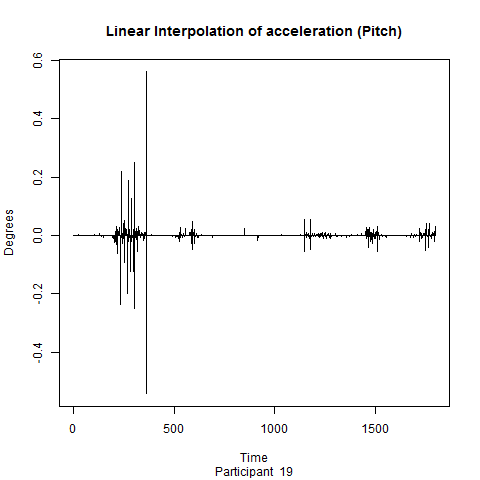 Linear Interpolation of acceleration (Pitch)
0.6
0.4
0.2
0.0
-0.2
-0.4
Degrees
0 500 1000 1500
Time
Participant 19